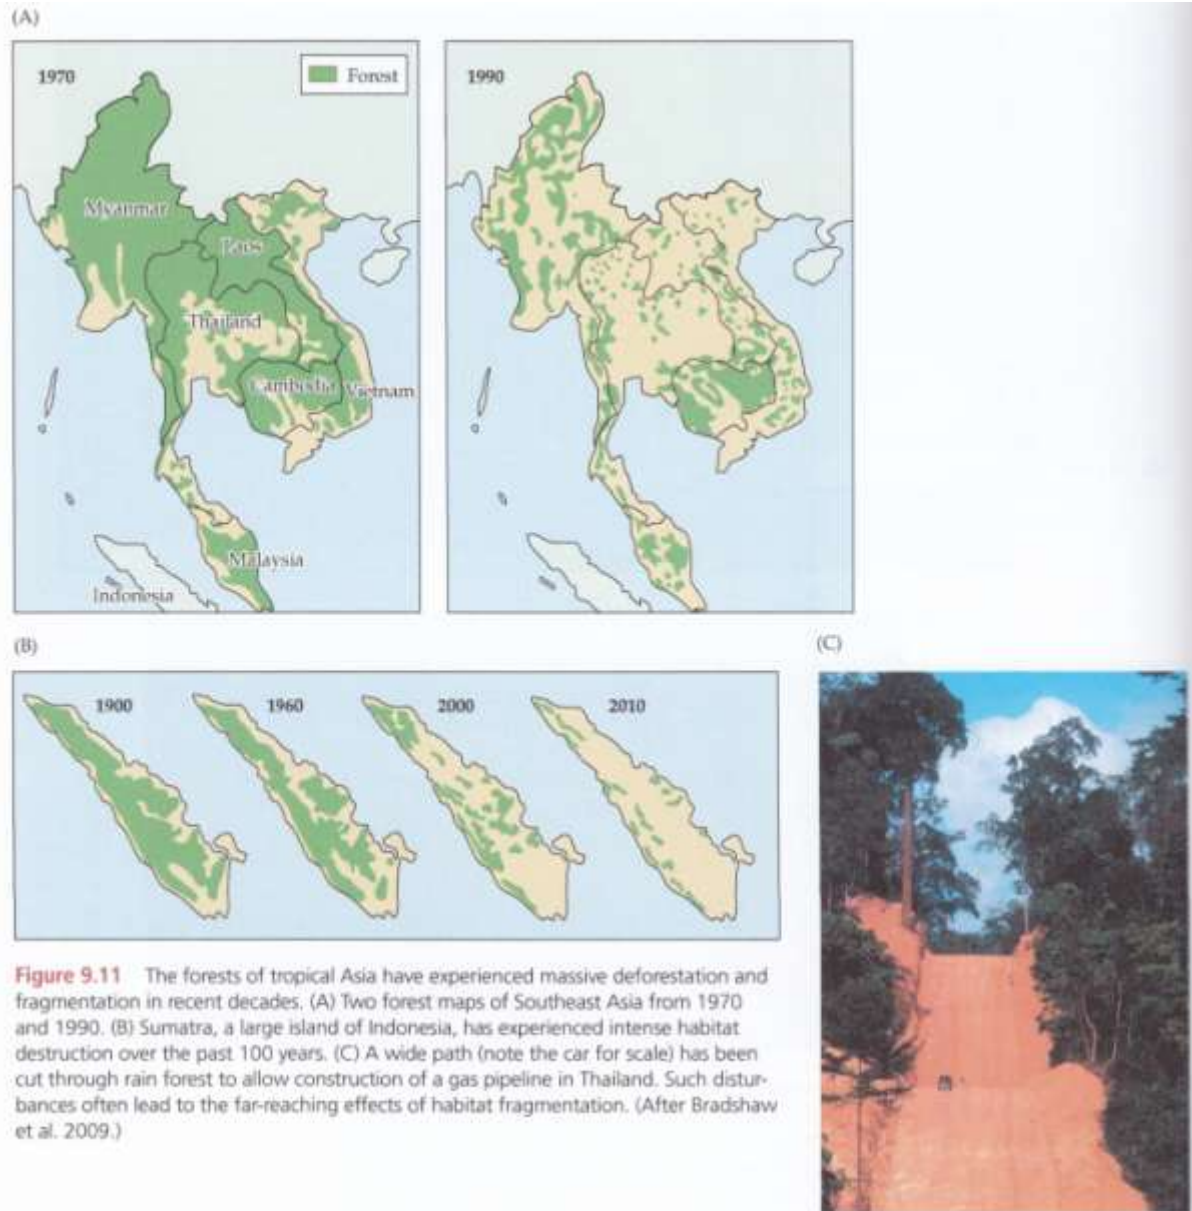 (A)
1970
Forest
Myanmar
Laos
Thailand
Cambodia
Vietnam
Malaysia
Indonesia
1990
(B)
1900
1960
2000
2010
(C)
Figure 9.11 The forests of tropical Asia have experienced massive deforestation and
fragmentation in recent decades. (A) Two forest maps of Southeast Asia from 1970
and 1990. (B) Sumatra, a large island of Indonesia, has experienced intense habitat
destruction over the past 100 years. (C) A wide path (note the car for scale) has been
cut through rain forest to allow construction of a gas pipeline in Thailand. Such distur-
bances often lead to the far-reaching effects of habitat fragmentation. (After Bradshaw
et al. 2009.)